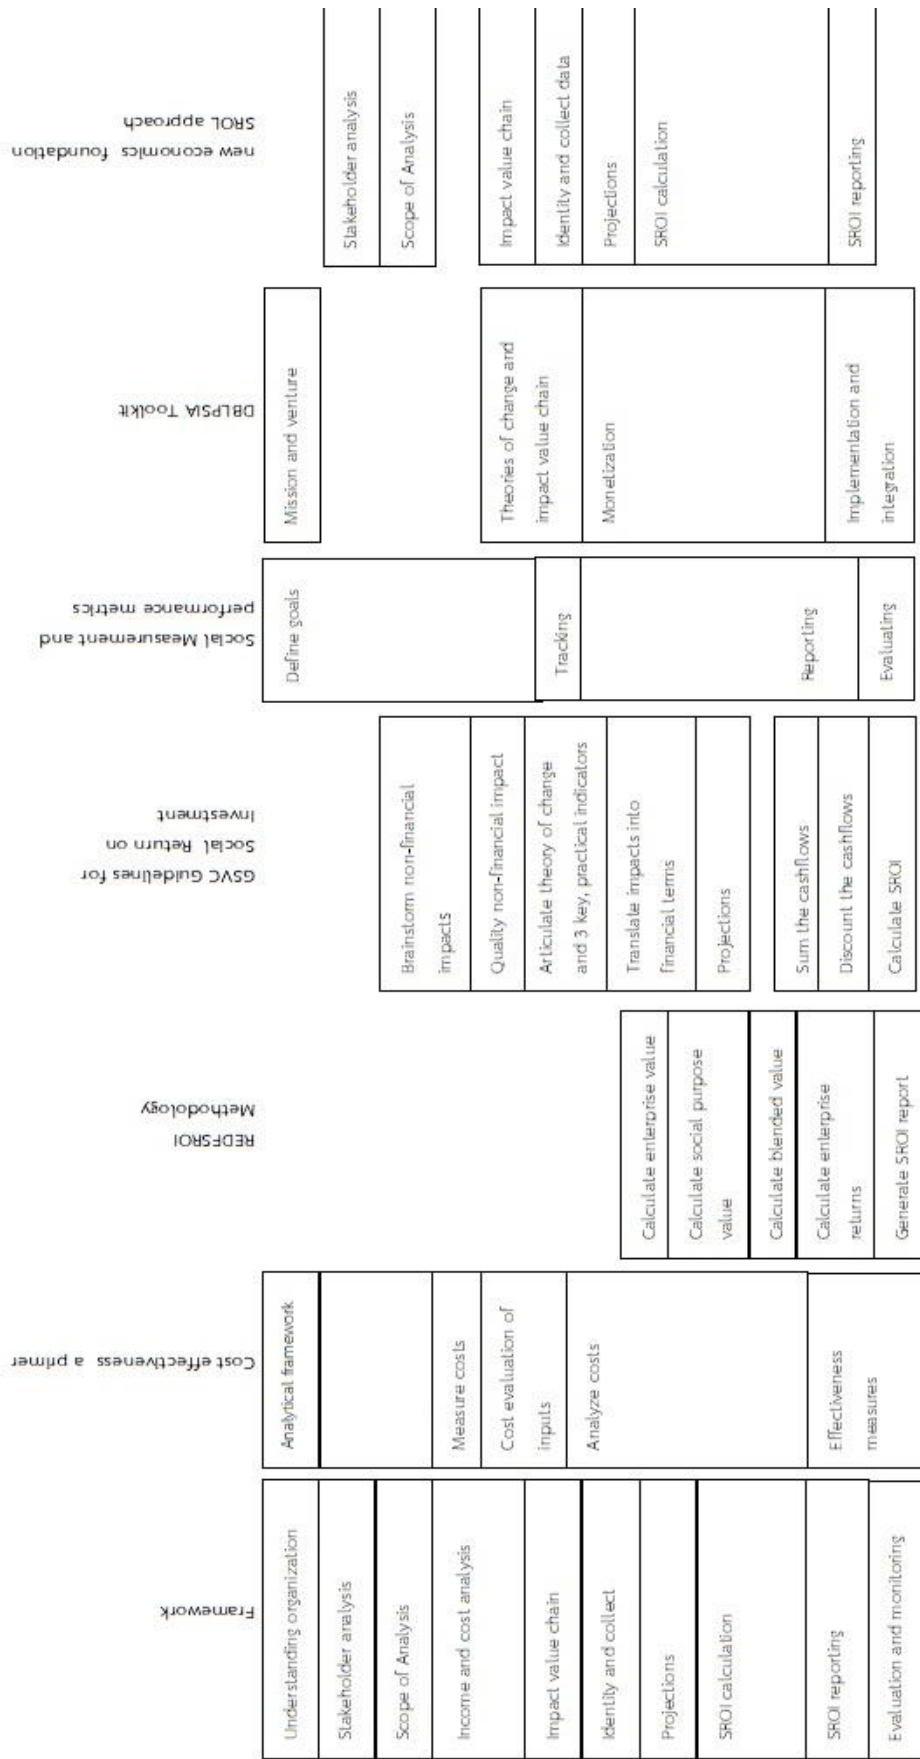 Framework
Understanding organization
Stakeholder analysis
Scope of Analysis
Income and cost analysis
Impact value chain
Identity and collect
Projections
SROI calculation
SROI reporting
Evaluation and monitoring
Cost effectiveness a primer
Analytical framework
Measure costs
Cost evaluation of
inputs
Analyze costs
Effectiveness
measures
REDFSROI
Methodology
Calculate enterprise value
Calculate social purpose
value
Calculate blended value
Calculate enterprise
returns
Generate SROI report
GSVC Guidelines for
Social Return on
Investment
Brainstorm non-financial
impacts
Quality non-financial impact
Articulate theory of change
and 3 key, practical indicators
Translate impacts into
financial terms
Projections
Sum the cashflows
Discount the cashflows
Calculate SROI
Social Measurement and
performance metrics
Define goals
Tracking
Reporting
Evaluating
DBLPSIA Toolkit
Mission and venture
Theories of change and
impact value chain
Monetization
Implementation and
integration
new economics foundation
SROL approach
Stakeholder analysis
Scope of Analysis
Impact value chain
Identity and collect data
Projections
SROI calculation
SROI reporting